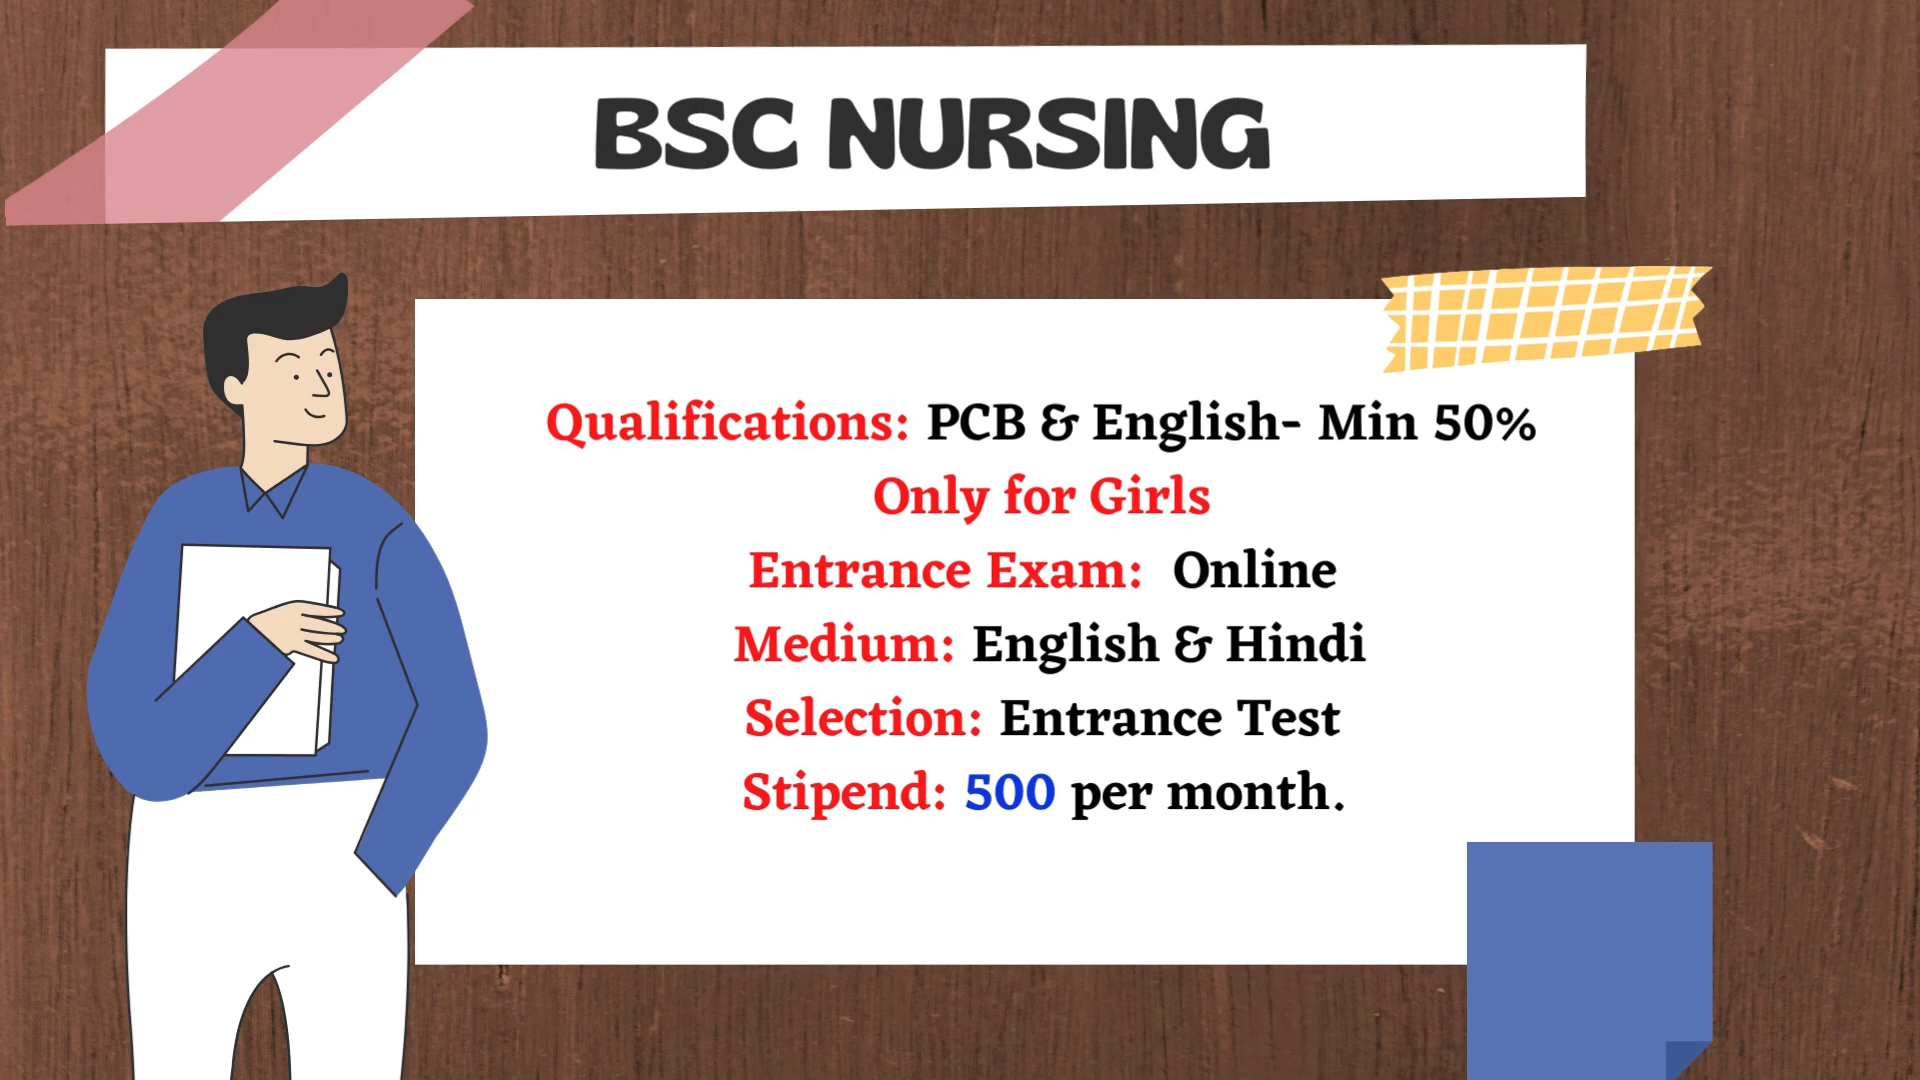 BSC NURSING
Qualifications: PCB & English- Min 50%
Only for Girls
Entrance Exam: Online
Medium: English & Hindi
Selection: Entrance Test
Stipend: 500 per month.